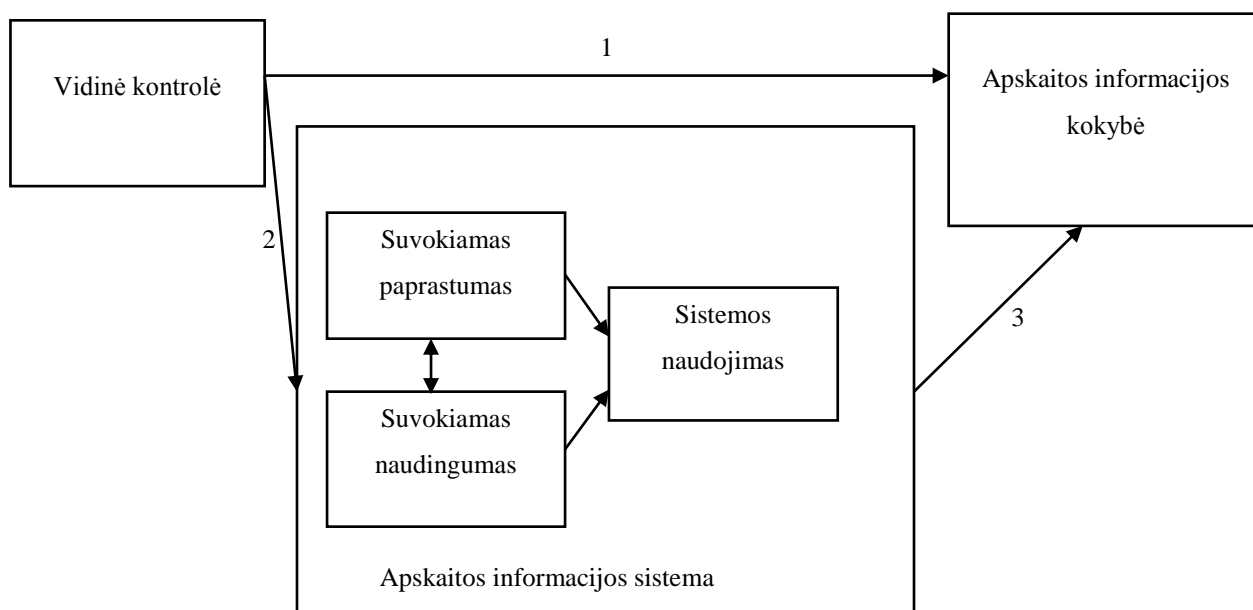 Vidinė kontrolė
1
Apskaitos informacijos
kokybė
2
Suvokiamas
paprastumas
Sistemos
naudojimas
3
Suvokiamas
naudingumas
Apskaitos informacijos sistema